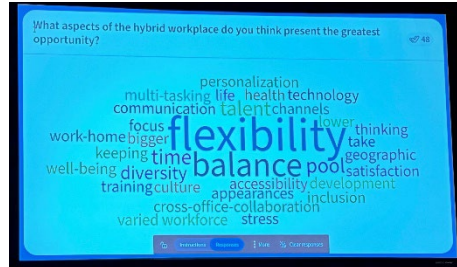 What aspects of the hybrid workplace do you think present the greatest
opportunity?
48
personalization
multi-tasking life health technology
communication talent channels
focus flexibility lower thinking
work-home bigger take
keeping time balance pool geographic
well-being diversity satisfaction
training culture accessibility development
appearances inclusion
cross-office-collaboration
varied workforce stress
Instructions Responses